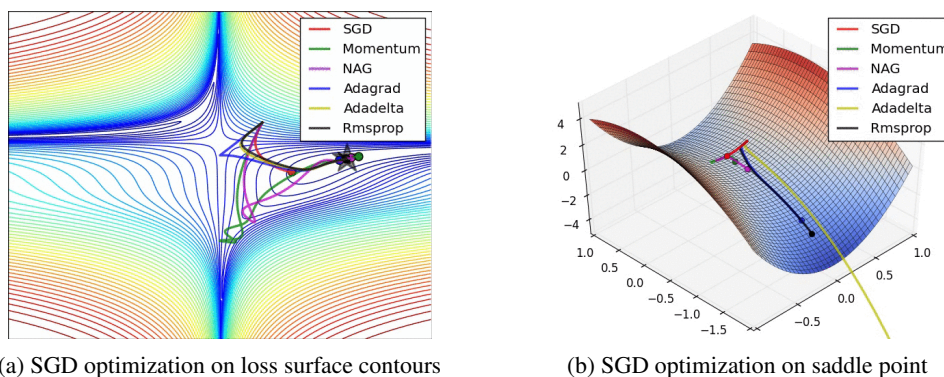 SGD
Momentum
NAG
Adagrad
Adadelta
Rmsprop
SGD
Momentum
NAG
Adagrad
Adadelta
Rmsprop
4
2
0
−2
−4
1.0
0.5
0.0
−0.5
−1.0
−1.5
−0.5
0.0
0.5
1.0
a) SGD optimization on loss surface contours
(b) SGD optimization on saddle point